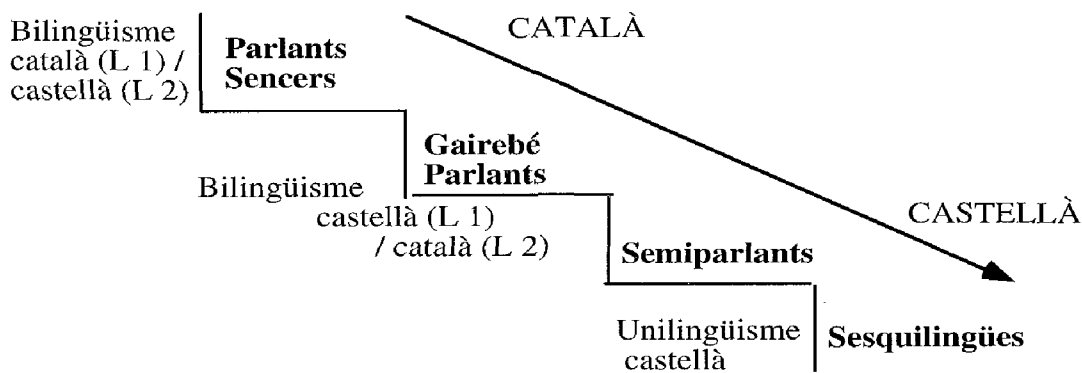 Bilingüisme
català (L 1) /
castellà (L 2)
Parlants
Sencers
CATALÀ
Gairebé
Parlants
Bilingüisme
castellà (L 1)
/ català (L 2)
CASTELLÀ
Semiparlants
Unilingüisme
castellà
Sesquilingües